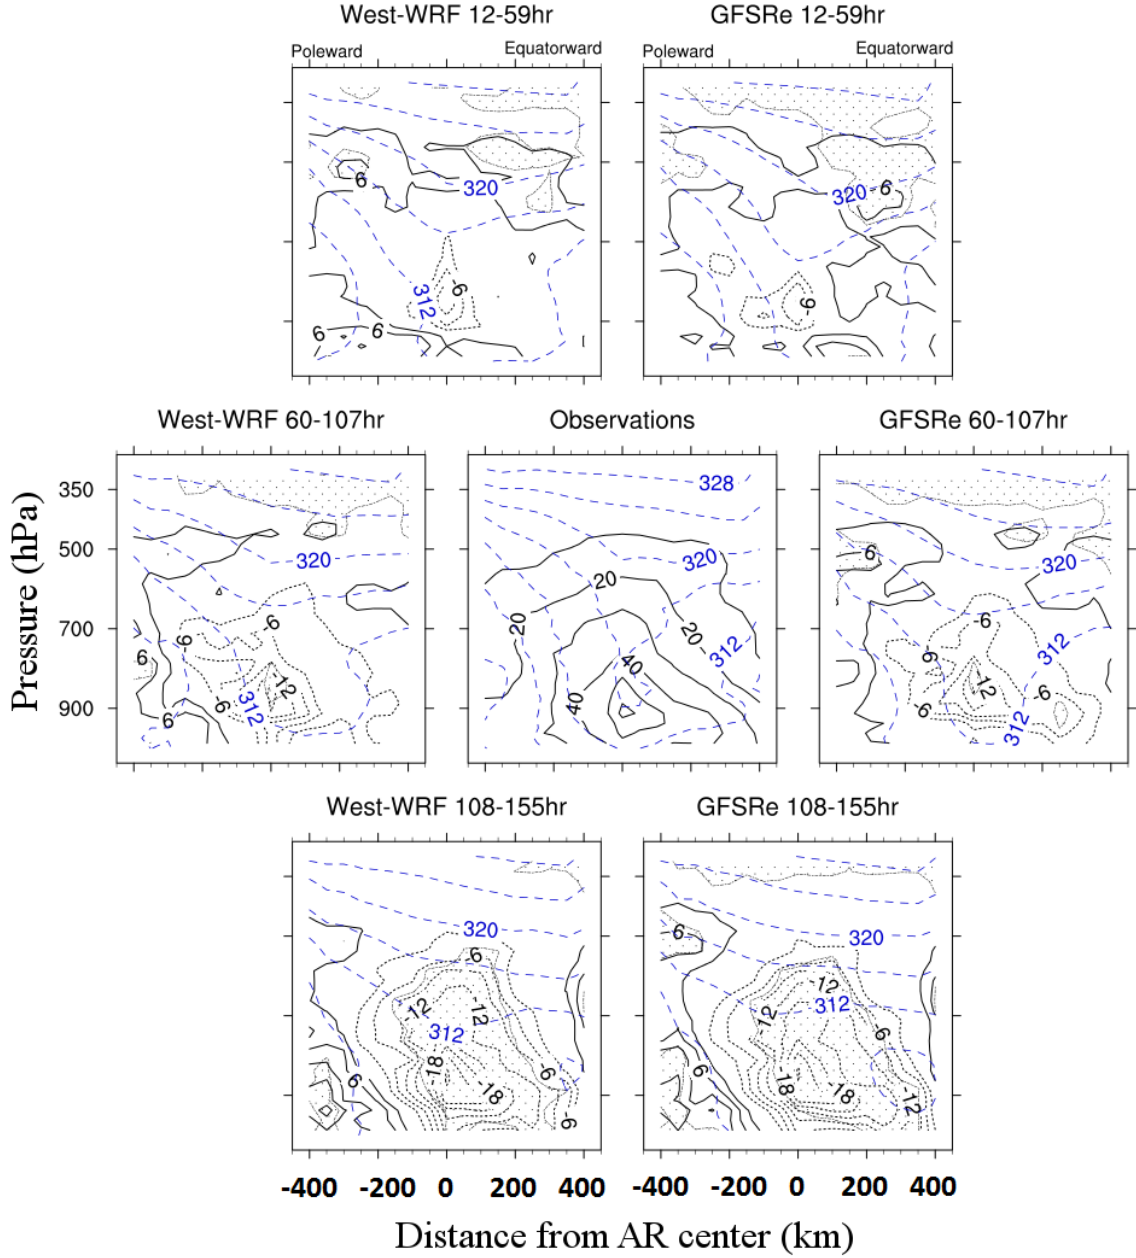 West-WRF 12-59hr GFSRe 12-59hr
Poleward Equatorward Poleward Equatorward
6 320 320 6
312 -6 -6
6 6
West-WRF 60-107hr Observations GFSRe 60-107hr
Pressure (hPa)
350 328
500 320 20 320 6 320
700 -6 -6 20 20 312 -6 312
6 -12 40 -6 -12 -6
900 6 -6 312 40 -6 312
West-WRF 108-155hr GFSRe 108-155hr
320 -6 6 320
-12 -12 312 -12 312 -12 -6
6 -18 -18 -6 6 -18 -18 -12
-6
-400 -200 0 200 400 -400 -200 0 200 400
Distance from AR center (km)